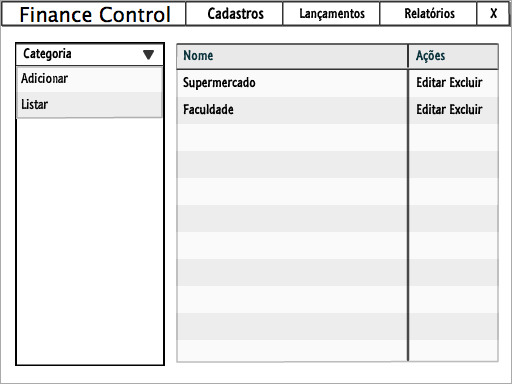 Finance Control Cadastros Lançamentos Relatórios X
Categoria
Adicionar
Listar
Nome Ações
Supermercado Editar Excluir
Faculdade Editar Excluir